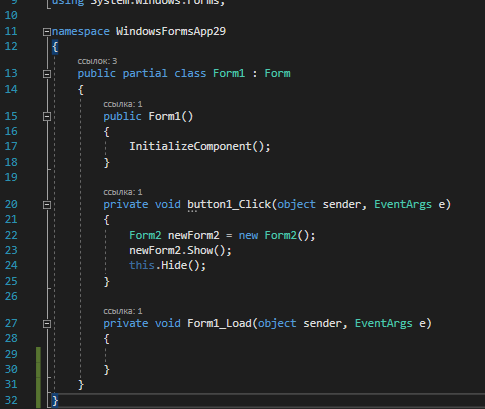 9 using System.Windows.Forms;
10
11 namespace WindowsFormsApp29
12 {
ссылок: 3
13 public partial class Form1 : Form
14 {
ссылка: 1
15 public Form1()
16 {
17 InitializeComponent();
18 }
19
ссылка: 1
20 private void button1_Click(object sender, EventArgs e)
21 {
22 Form2 newForm2 = new Form2();
23 newForm2.Show();
24 this.Hide();
25 }
26
ссылка: 1
27 private void Form1_Load(object sender, EventArgs e)
28 {
29
30 }
31 }
32 }